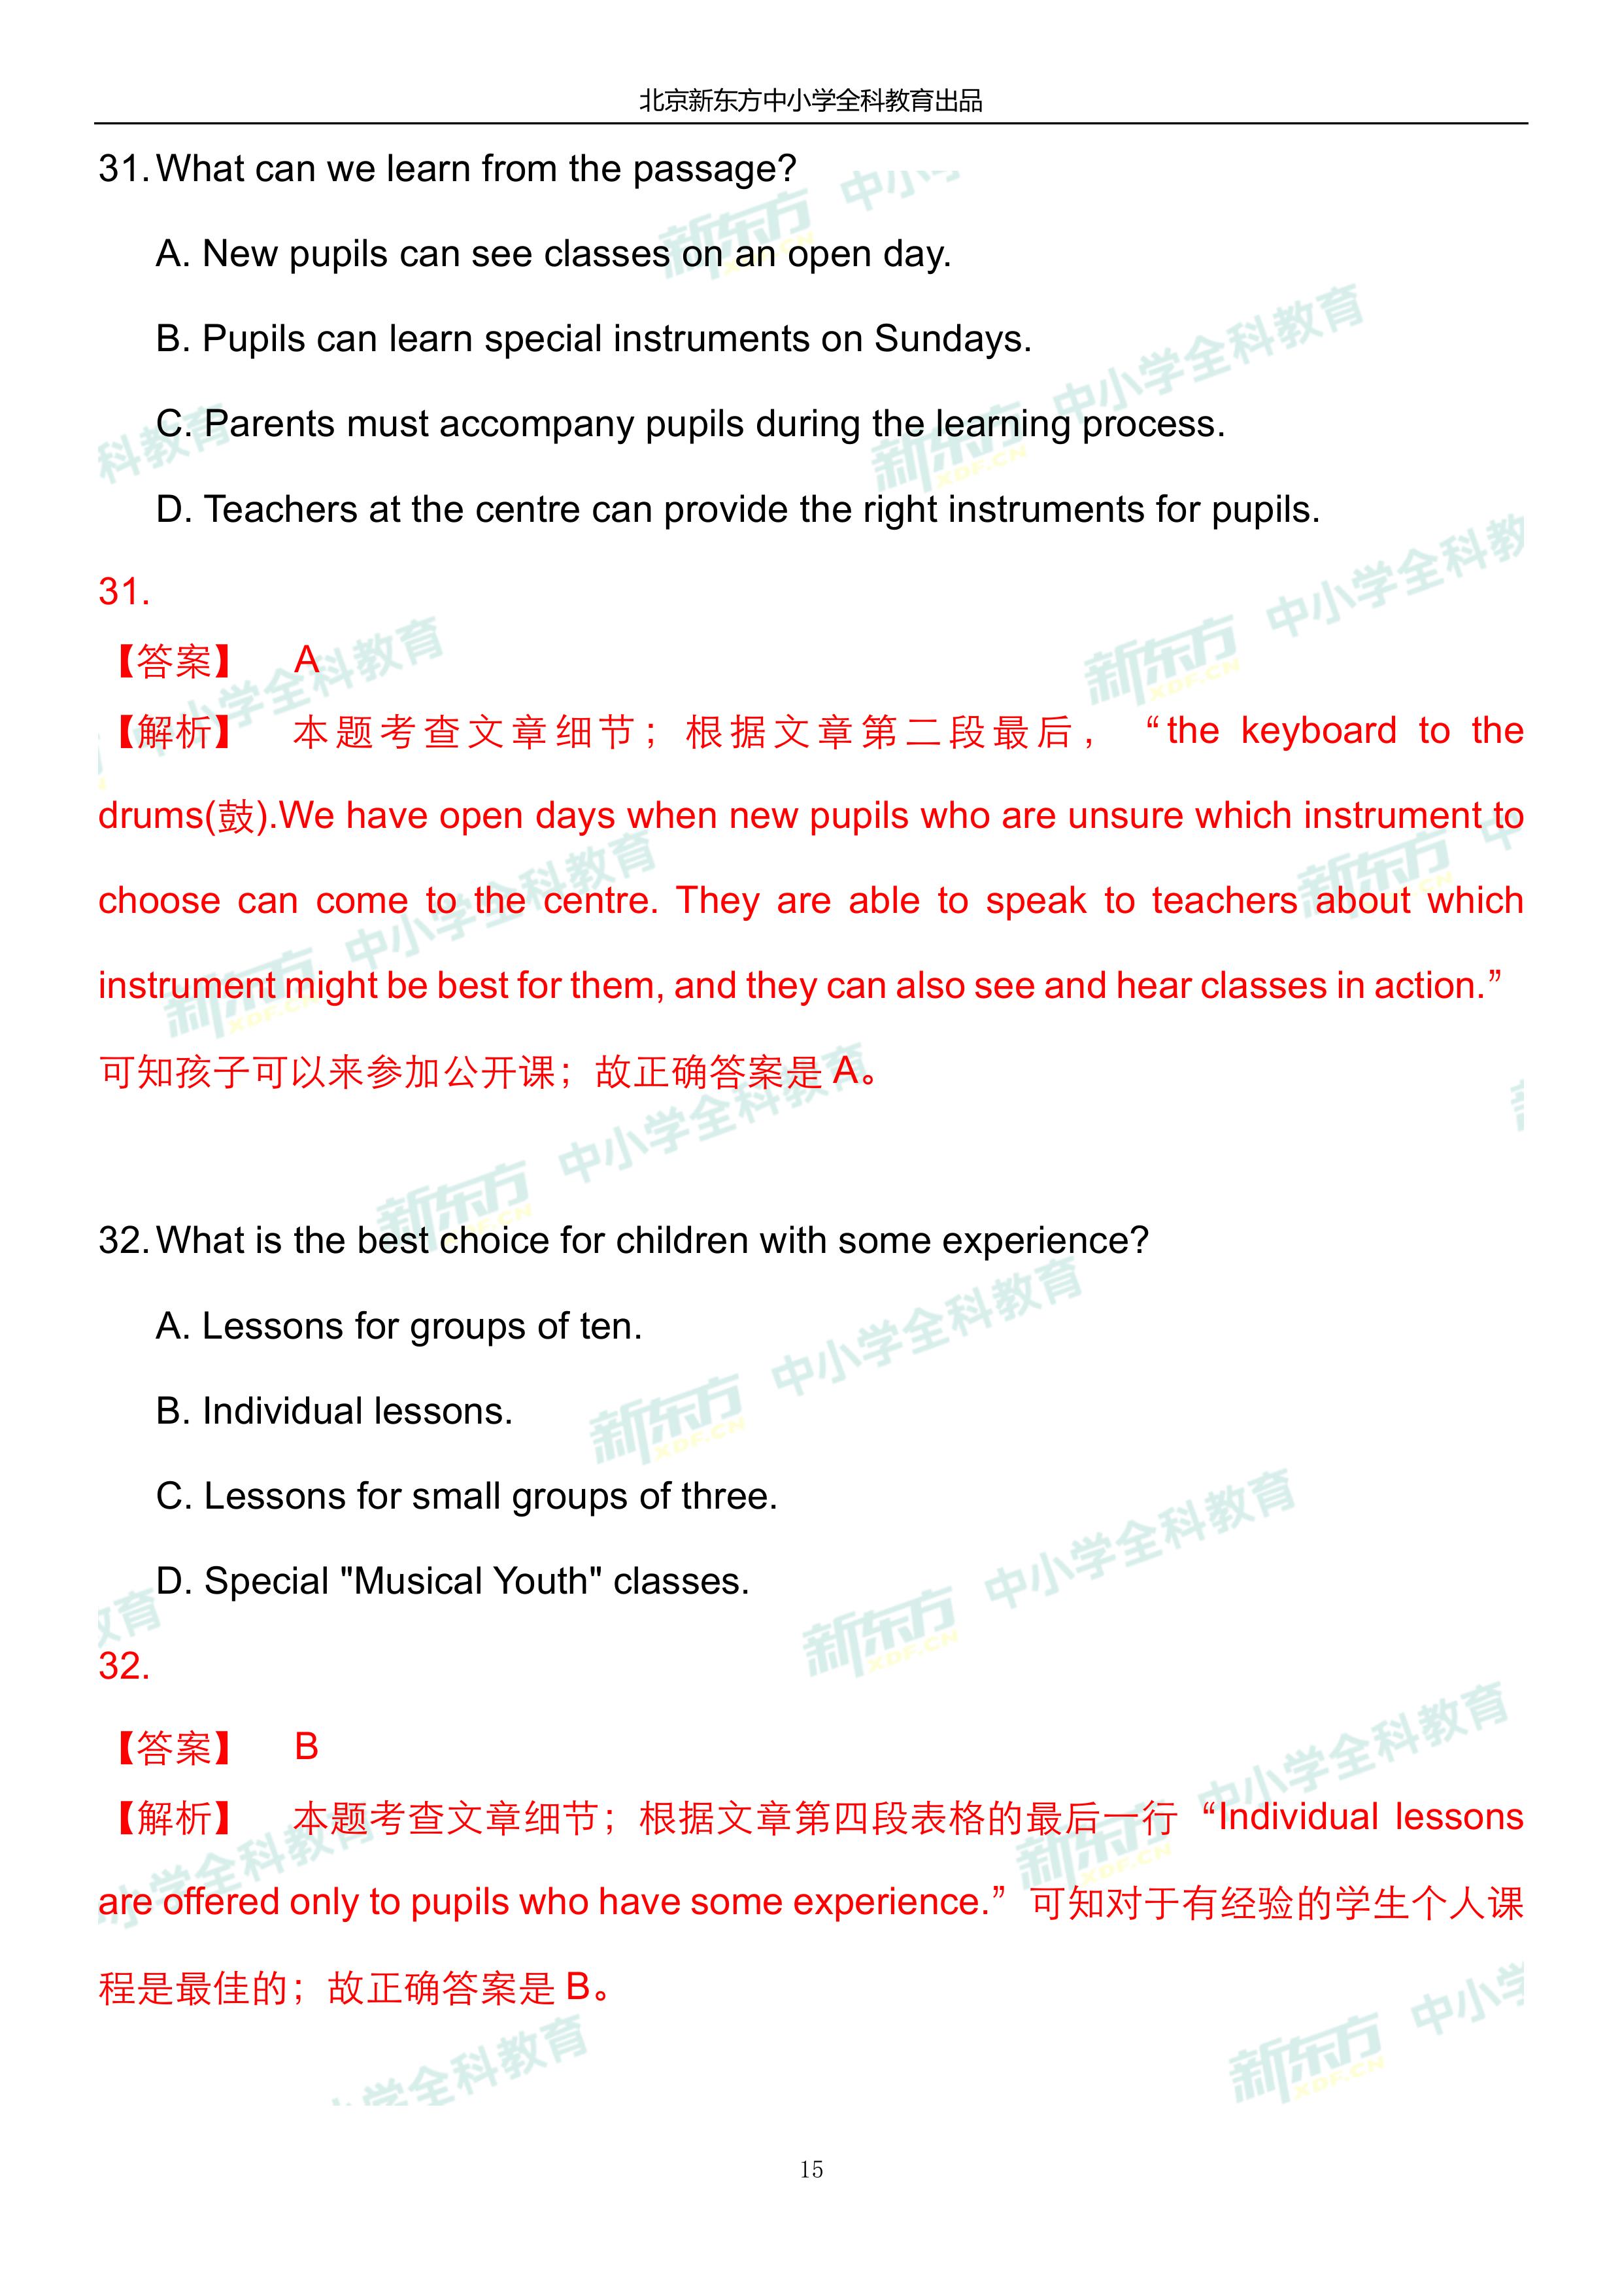 北京新东方中小学全科教育出品
31. What can we learn from the passage?
A. New pupils can see classes on an open day.
B. Pupils can learn special instruments on Sundays.
C. Parents must accompany pupils during the learning process.
D. Teachers at the centre can provide the right instruments for pupils.
31.
【答案】 A
【解析】 本题考查文章细节；根据文章第二段最后， “the keyboard to the
drums(鼓).We have open days when new pupils who are unsure which instrument to
choose can come to the centre. They are able to speak to teachers about which
instrument might be best for them, and they can also see and hear classes in action.”
可知孩子可以来参加公开课；故正确答案是 A。
32. What is the best choice for children with some experience?
A. Lessons for groups of ten.
B. Individual lessons.
C. Lessons for small groups of three.
D. Special "Musical Youth" classes.
32.
【答案】 B
【解析】 本题考查文章细节；根据文章第四段表格的最后一行“Individual lessons
are offered only to pupils who have some experience.” 可知对于有经验的学生个人课
程是最佳的；故正确答案是 B。
15
新东方 XDF.CN 中小学全科教育